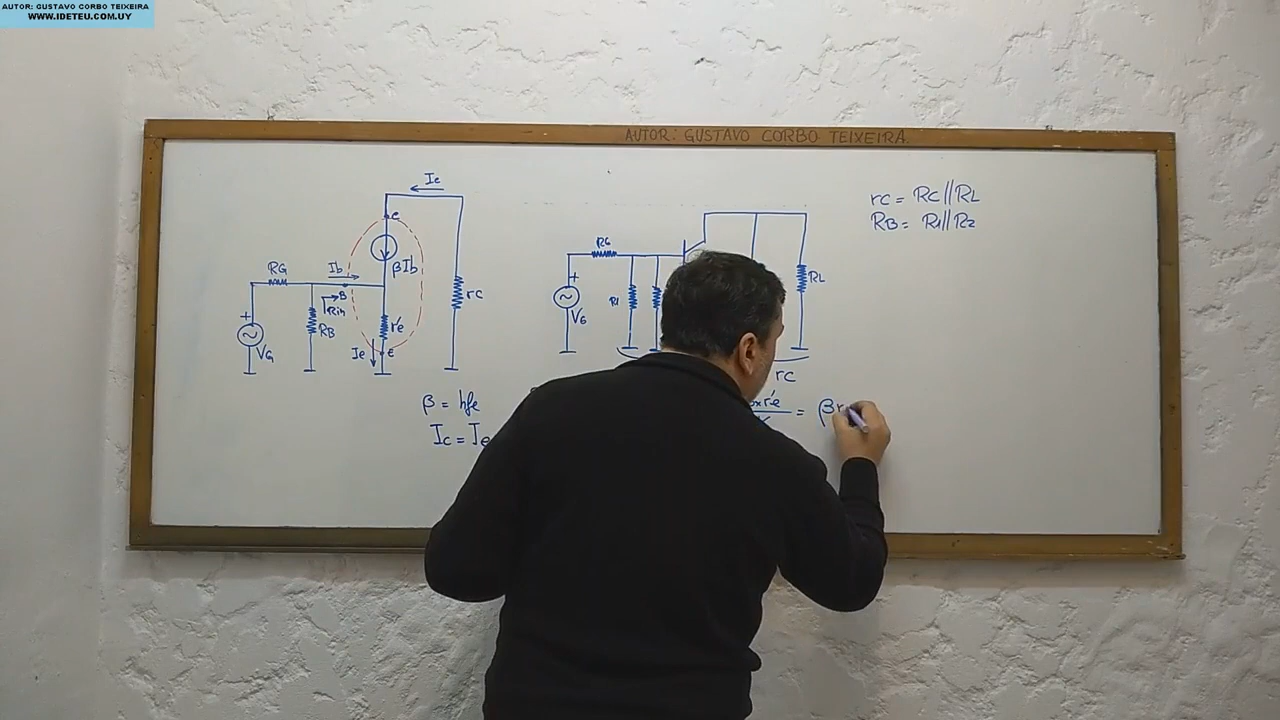 AUTOR: GUSTAVO CORBO TEIXEIRA
WWW.IDETEU.COM.UY
AUTOR: GUSTAVO CORBO TEIXEIRA
Ic
c
βIb
RG
Ib
B
Rin
RB
r'e
rc
+
VG
Ie
e
RG
+
VG
R1
RL
rc
rc = RC//RL
RB = R1//R2
β = hfe
Ic = Ie
r'e
= β